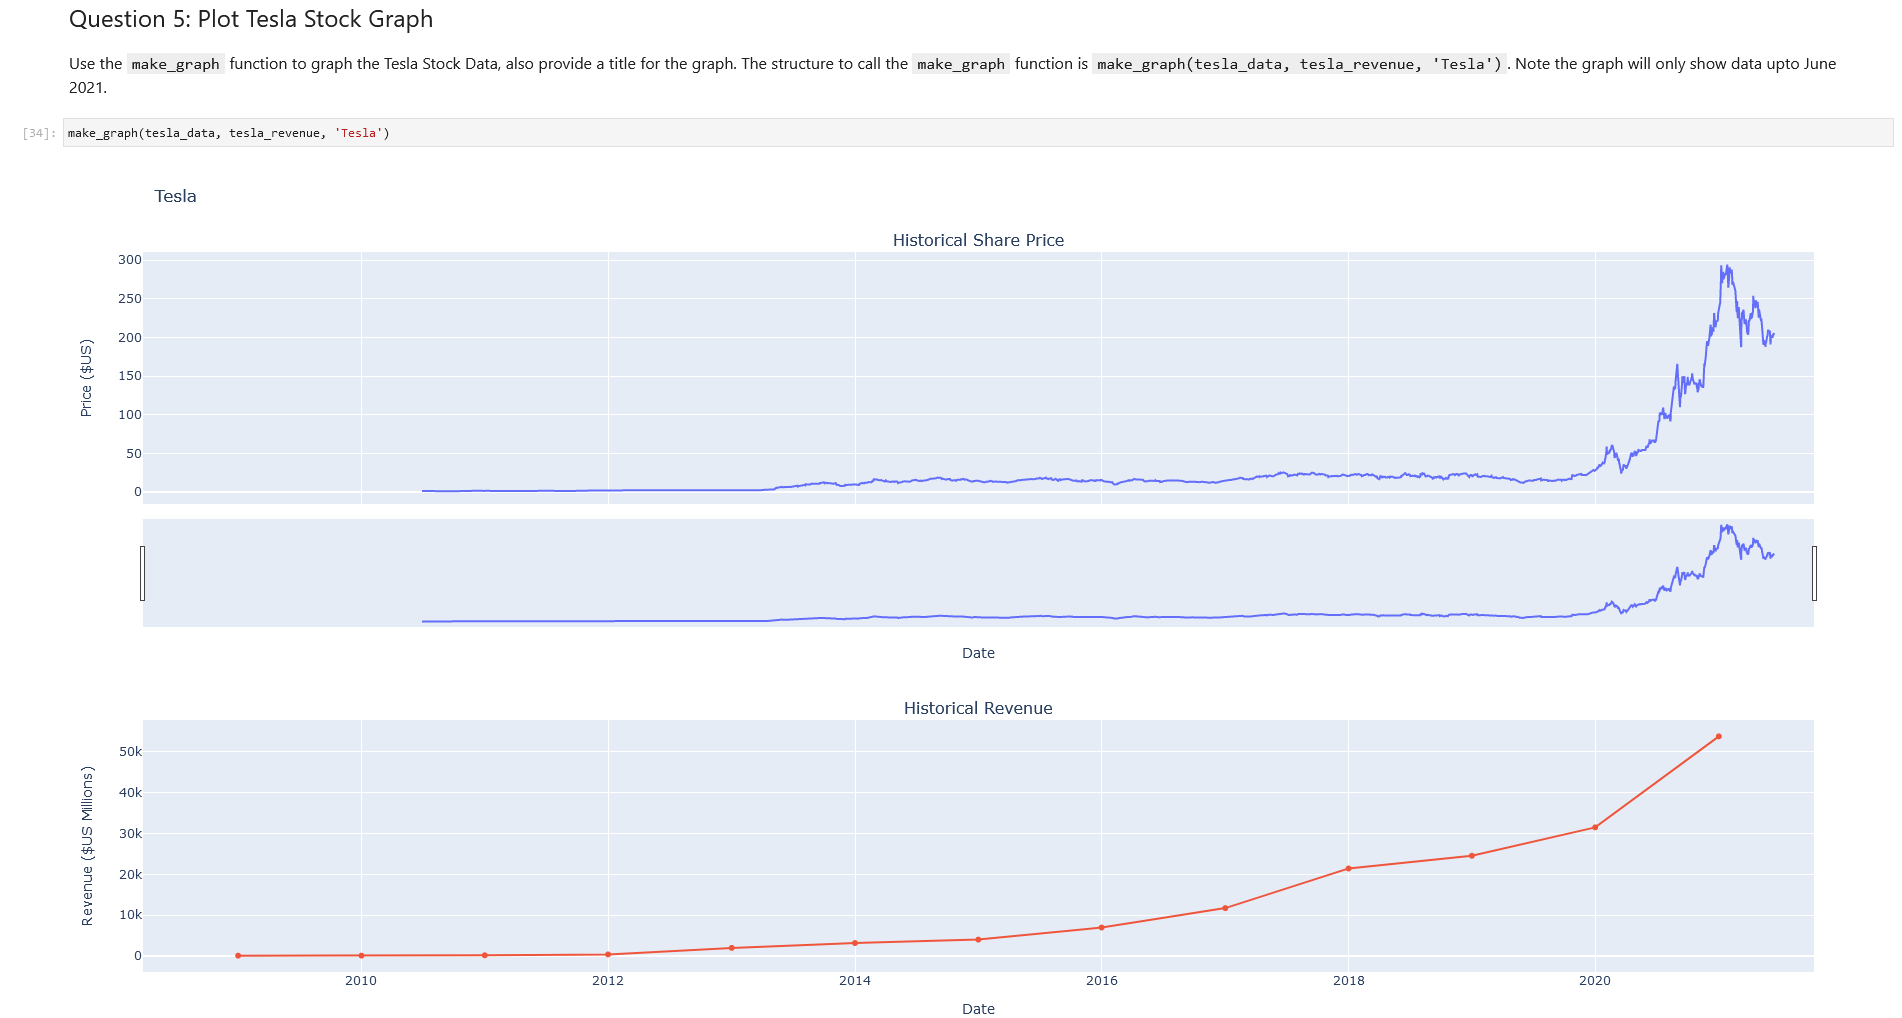 Question 5: Plot Tesla Stock Graph
Use the make_graph function to graph the Tesla Stock Data, also provide a title for the graph. The structure to call the make_graph function is make_graph(tesla_data, tesla_revenue, 'Tesla'). Note the graph will only show data upto June
2021.
[34]: make_graph(tesla_data, tesla_revenue, 'Tesla')
Tesla
Historical Share Price
300
250
200
150
100
50
0
Price ($US)
Date
Historical Revenue
50k
40k
30k
20k
10k
0
Revenue ($US Millions)
2010 2012 2014 2016 2018 2020
Date